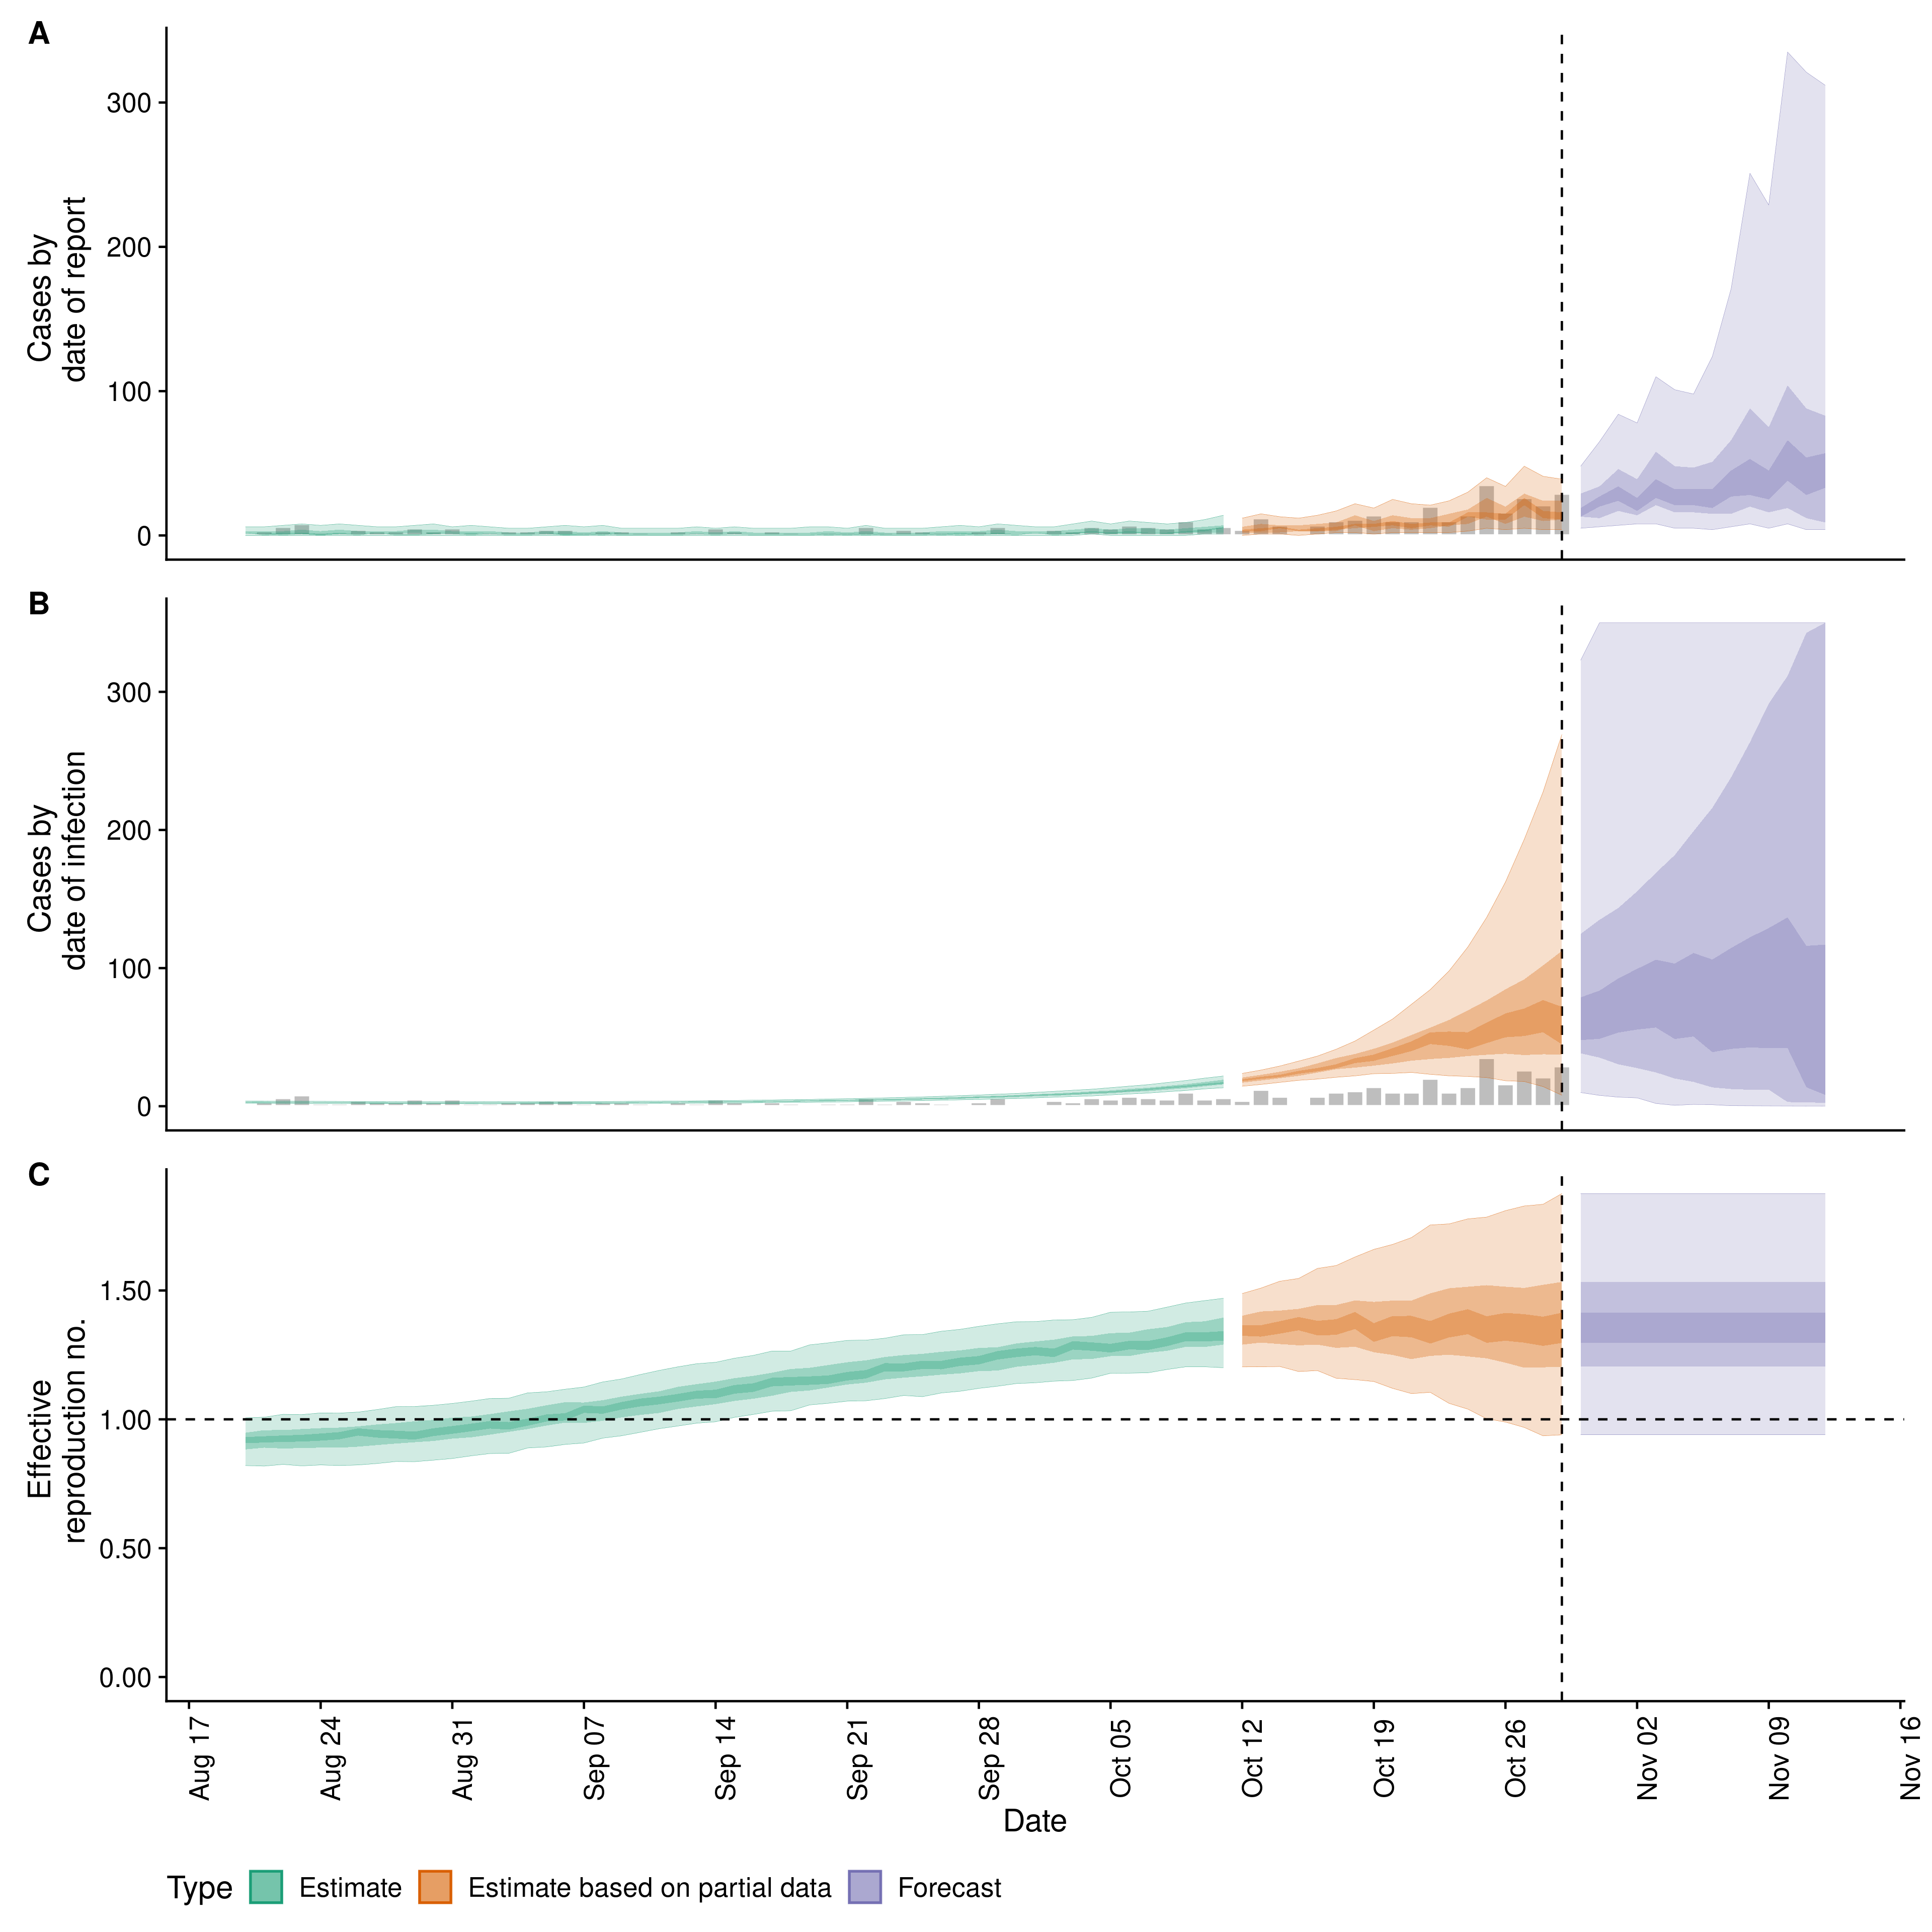 A
Cases by
date of report
300
200
100
0
B
Cases by
date of infection
300
200
100
0
C
Effective
reproduction no.
1.50
1.00
0.50
0.00
Aug 17
Aug 24
Aug 31
Sep 07
Sep 14
Sep 21
Sep 28
Oct 05
Oct 12
Oct 19
Oct 26
Nov 02
Nov 09
Nov 16
Date
Type Estimate Estimate based on partial data Forecast